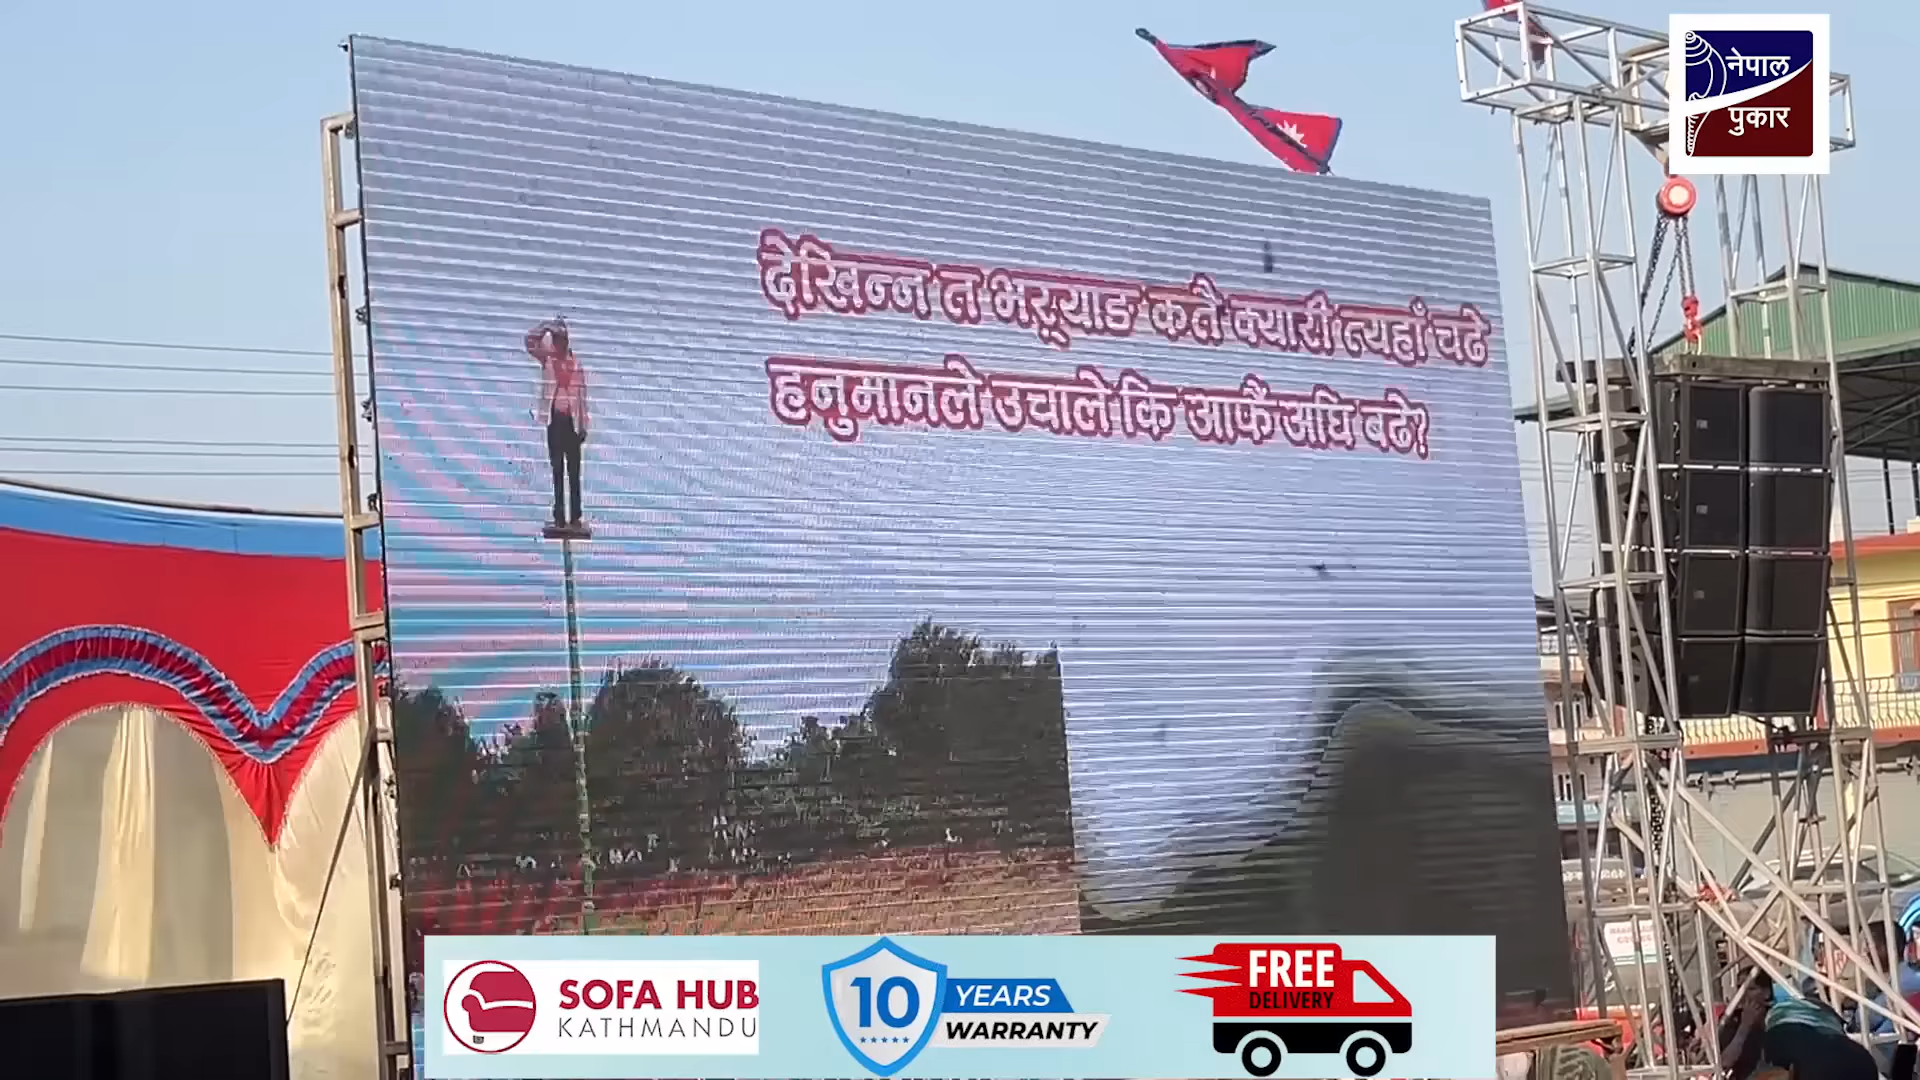 नेपाल
पुकार
देखिन्न त भर्‍याङ कतै क्यारी त्यहाँ चढे
हनुमानले उचाले कि आफैं अघि बढे?
SOFA HUB
KATHMANDU
10 YEARS
WARRANTY
FREE
DELIVERY